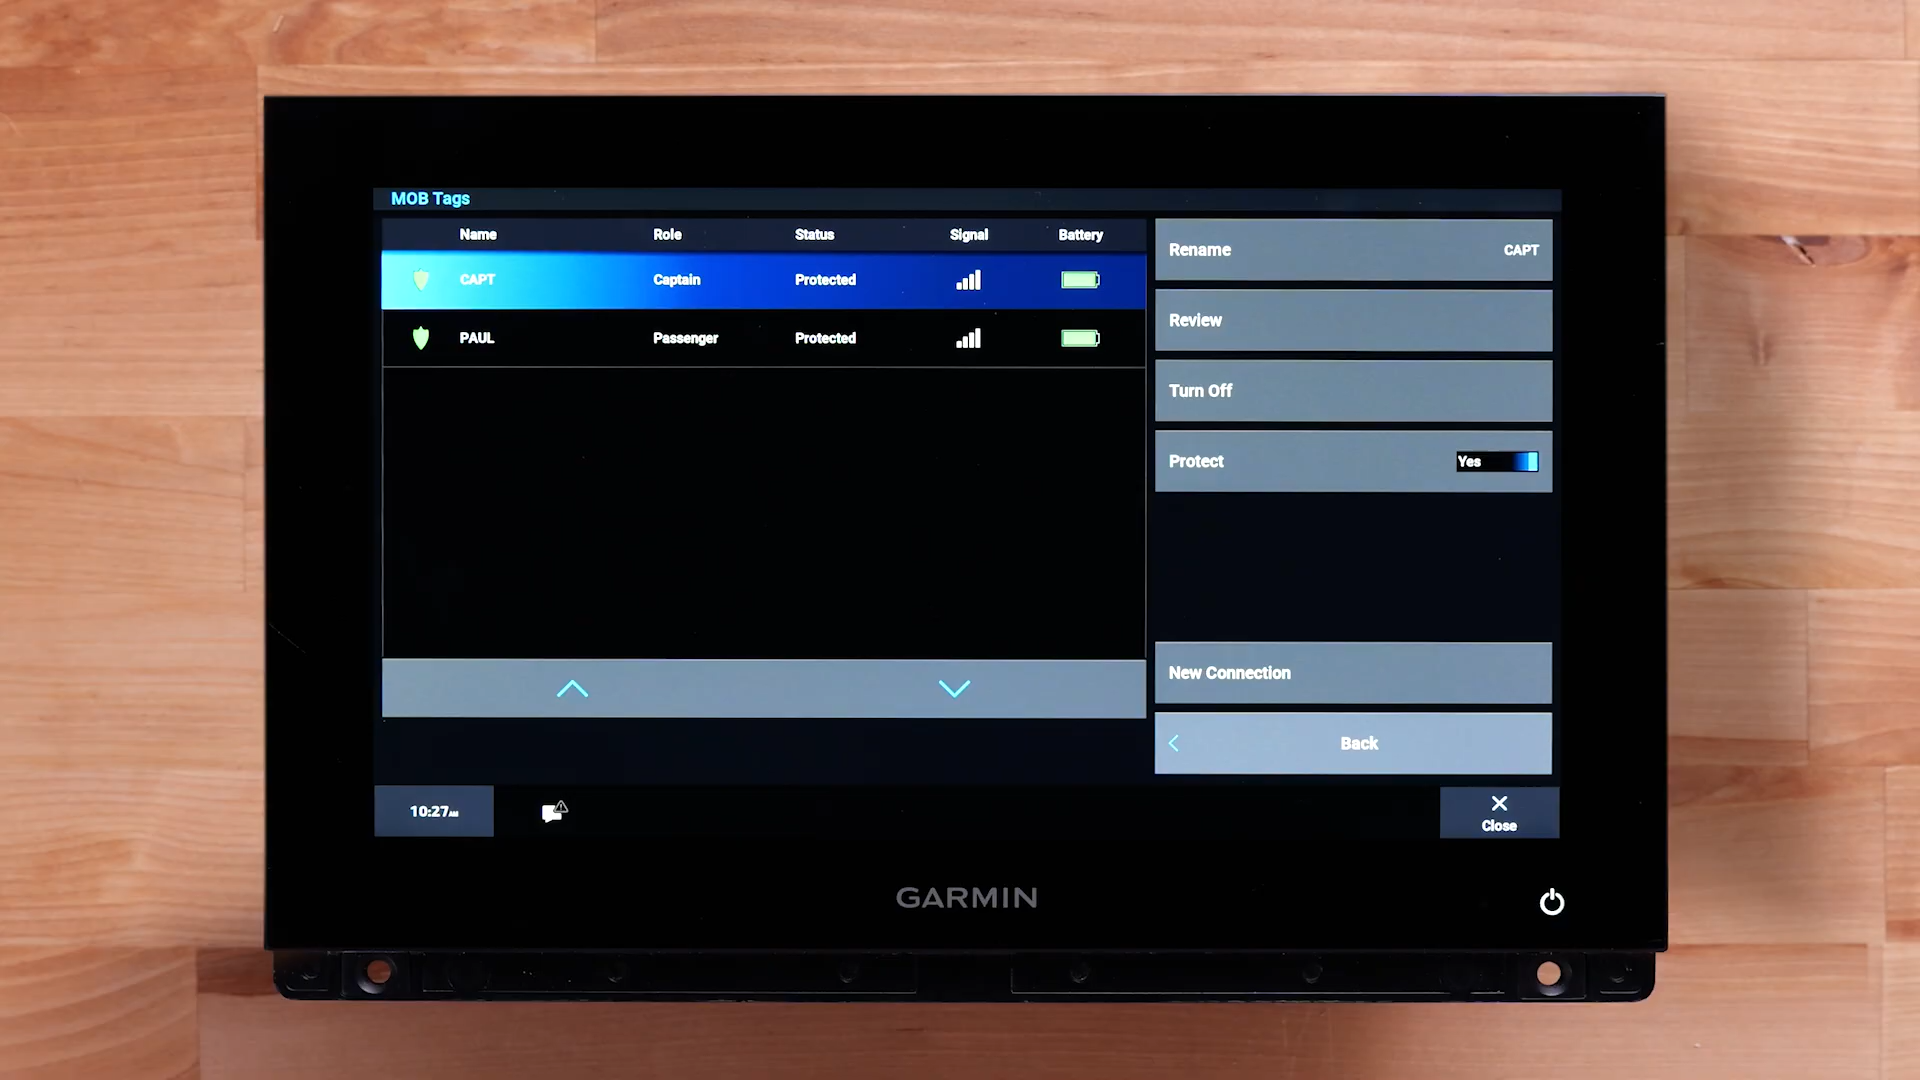 MOB Tags
Name Role Status Signal Battery
CAPT Captain Protected
PAUL Passenger Protected
Rename CAPT
Review
Turn Off
Protect Yes
New Connection
Back
10:27AM
Close
GARMIN